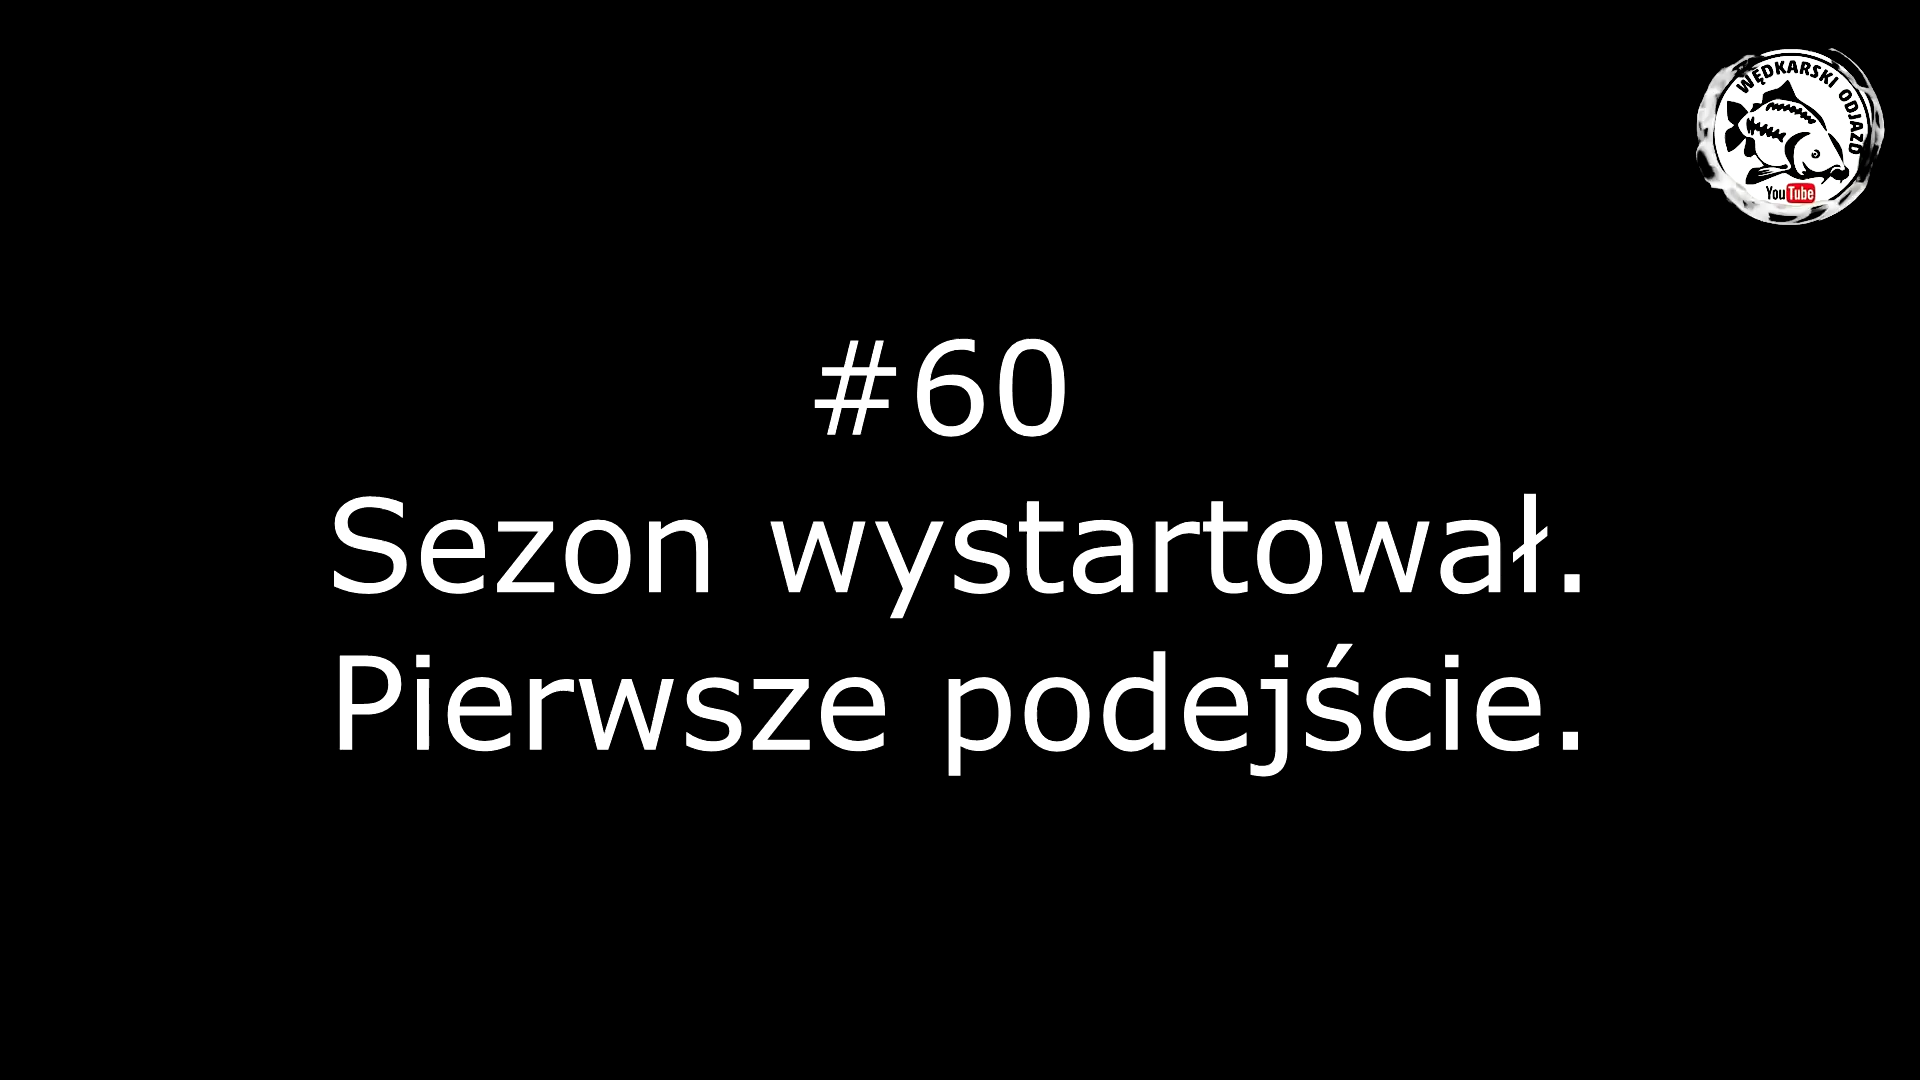 WĘDKARSKI ODJAZD
YouTube
#60
Sezon wystartował.
Pierwsze podejście.